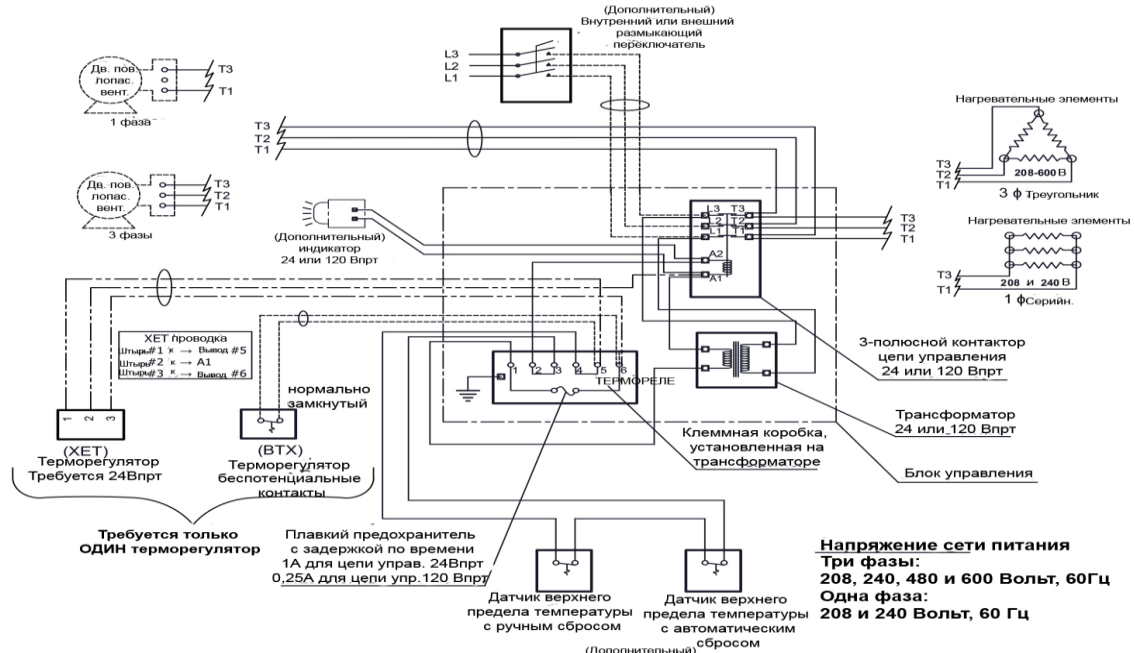 (Дополнительный)
Внутренний или внешний
размыкающий
переключатель
L3
L2
L1
Дв. пов.
лопас.
вент.
T3
T1
1 фаза
T3
T2
T1
Дв. пов.
лопас.
вент.
T3
T2
T1
3 фазы
(Дополнительный)
индикатор
24 или 120 Впрт
L3 T3
L2 T2
L1 T1
A2
A1
T3
T2
T1
Нагревательные элементы
T3
T2
T1
208-600 В
3 ф Треугольник
Нагревательные элементы
T3
T1
208 и 240 В
1 фСерийн.
XET проводка
Штырь#1 к → Вывод #5
Штырь#2 к → A1
Штырь#3 к → Вывод #6
нормально
замкнутый
1 2 3
(XET)
Терморегулятор
Требуется 24Впрт
(BTX)
Терморегулятор
беспотенциальные
контакты
Требуется только
ОДИН терморегулятор
1 2 3 4 5 6
ТЕРМОРЕЛЕ
3-полюсной контактор
цепи управления
24 или 120 Впрт
Трансформатор
24 или 120 Впрт
Клеммная коробка,
установленная на
трансформаторе
Блок управления
Плавкий предохранитель
с задержкой по времени
1А для цепи управ. 24Впрт
0,25А для цепи упр.120 Впрт
Датчик верхнего
предела температуры
с ручным сбросом
Датчик верхнего
предела температуры
с автоматическим
сбросом
(Дополнительный)
Напряжение сети питания
Три фазы:
208, 240, 480 и 600 Вольт, 60Гц
Одна фаза:
208 и 240 Вольт, 60 Гц